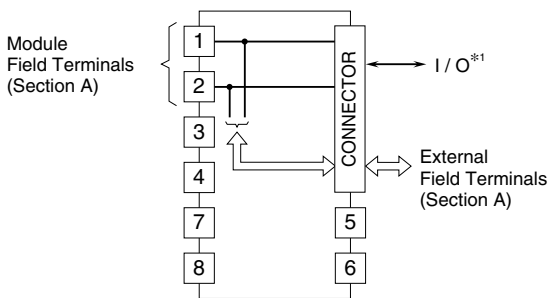 Module
Field Terminals
(Section A)
1
2
3
4
7
8
CONNECTOR
5
6
I / O*1
External
Field Terminals
(Section A)